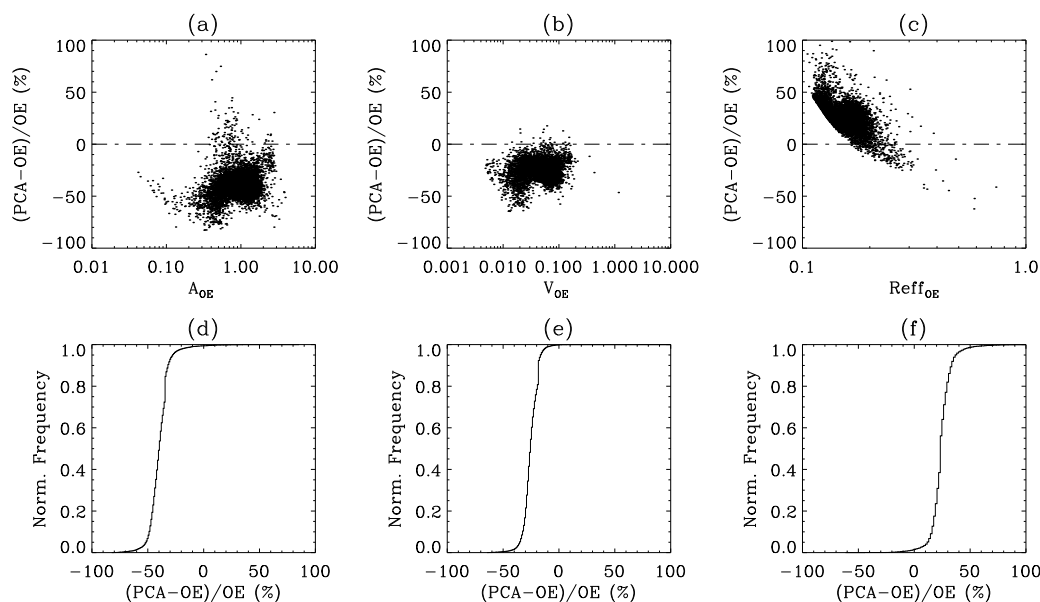 (a)
(PCA-OE)/OE (%)
100
50
0
-50
-100
0.01 0.10 1.00 10.00
A_OE
(b)
(PCA-OE)/OE (%)
100
50
0
-50
-100
0.001 0.010 0.100 1.000 10.000
V_OE
(c)
(PCA-OE)/OE (%)
100
50
0
-50
-100
0.1 1.0
Reff_OE
(d)
Norm. Frequency
1.0
0.8
0.6
0.4
0.2
0.0
-100 -50 0 50 100
(PCA-OE)/OE (%)
(e)
Norm. Frequency
1.0
0.8
0.6
0.4
0.2
0.0
-100 -50 0 50 100
(PCA-OE)/OE (%)
(f)
Norm. Frequency
1.0
0.8
0.6
0.4
0.2
0.0
-100 -50 0 50 100
(PCA-OE)/OE (%)